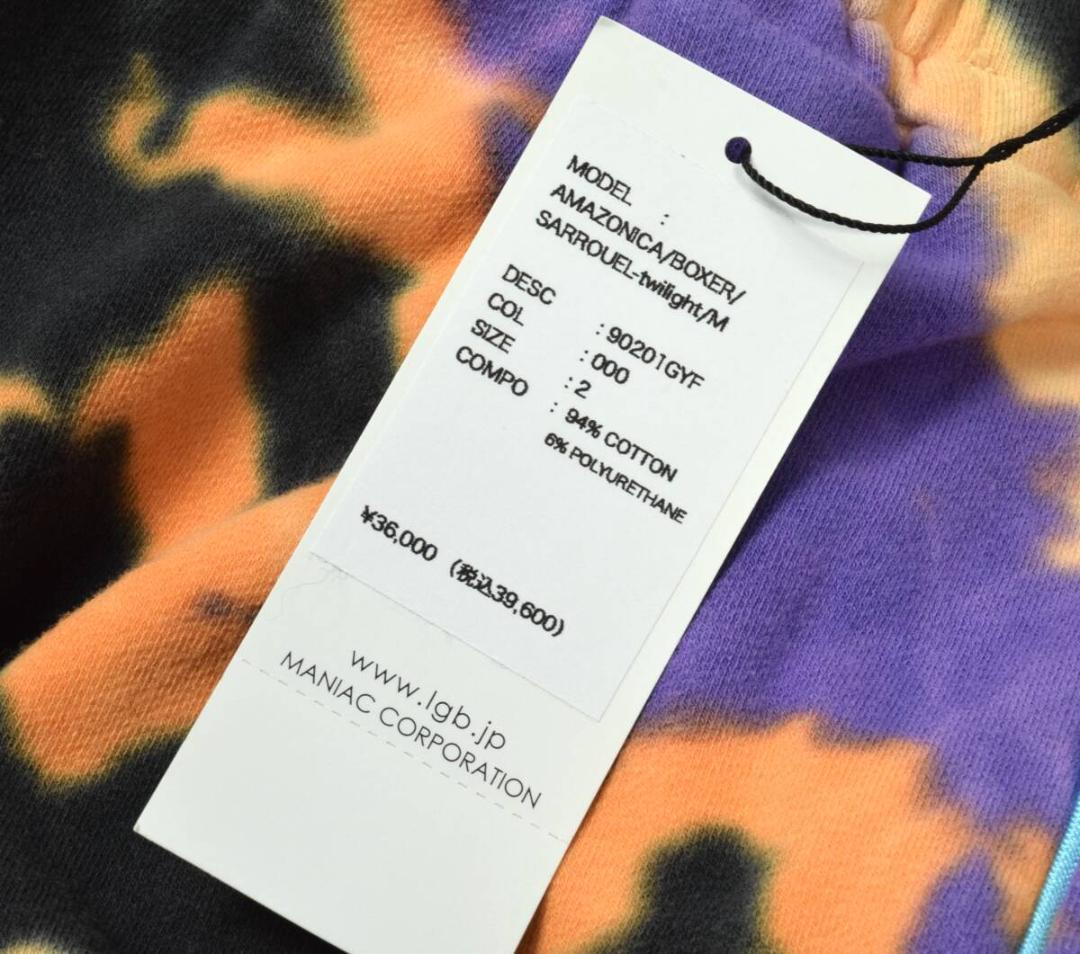 MODEL :
AMAZONICA/BOXER/
SARROUEL-twilight/M
DESC : 90201GYF
COL : 000
SIZE : 2
COMPO : 94% COTTON
6% POLYURETHANE
¥36,000 (税込39,600)
www.lgb.jp
MANIAC CORPORATION